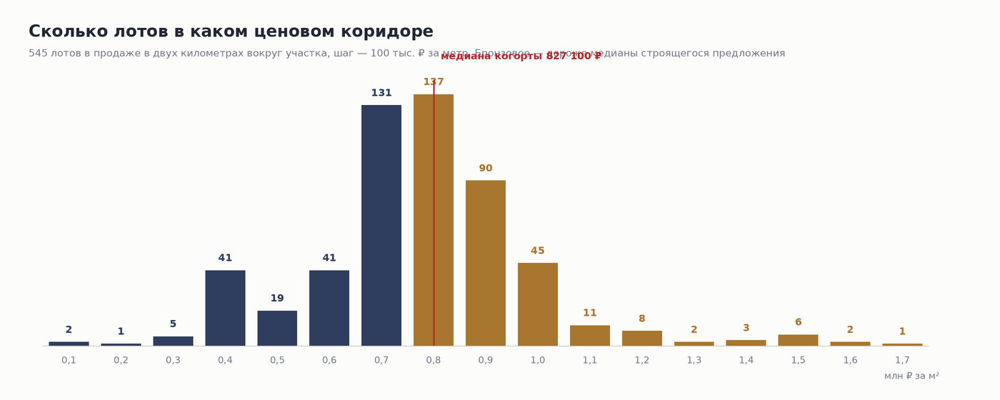 Сколько лотов в каком ценовом коридоре
545 лотов в продаже в двух километрах вокруг участка, шаг — 100 тыс. ₽ за метр. Бронзовое — дороже медианы строящегося предложения
медиана когорты 827 100 ₽
2 1 5 41 19 41 131 137 90 45 11 8 2 3 6 2 1
0,1 0,2 0,3 0,4 0,5 0,6 0,7 0,8 0,9 1,0 1,1 1,2 1,3 1,4 1,5 1,6 1,7
млн ₽ за м²